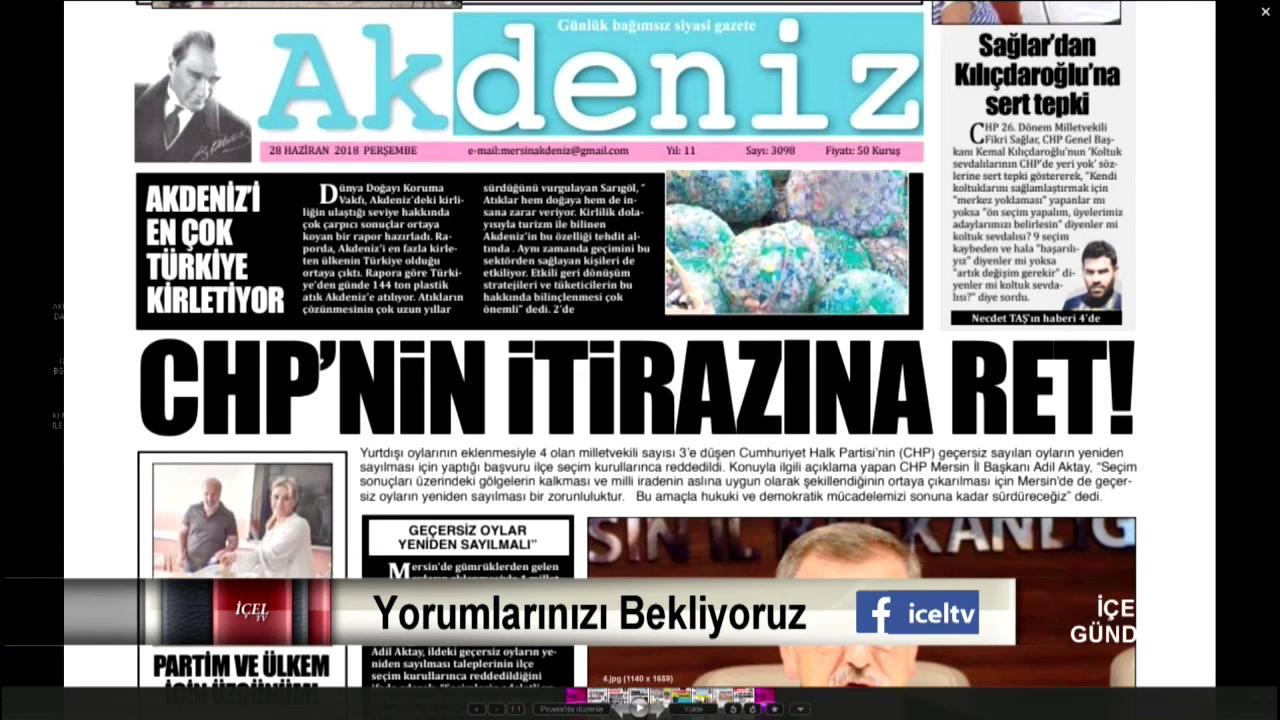 Günlük bağımsız siyasi gazete
Akdeniz
28 HAZİRAN 2018 PERŞEMBE e-mail:mersinakdeniz@gmail.com Yıl: 11 Sayı: 3098 Fiyatı: 50 Kuruş
AKDENİZ'İ
EN ÇOK
TÜRKİYE
KİRLETİYOR
Dünya Doğayı Koruma
Vakfı, Akdeniz'deki kirli-
liğin ulaştığı seviye hakkında
çok çarpıcı sonuçlar ortaya
koyan bir rapor hazırladı. Ra-
porda, Akdeniz'i en fazla kirle-
ten ülkenin Türkiye olduğu
ortaya çıktı. Rapora göre Türki-
ye'den günde 144 ton plastik
atık Akdeniz'e atılıyor. Atıkların
çözünmesinin çok uzun yıllar
sürdüğünü vurgulayan Sarıgöl, "
Atıklar hem doğaya hem de in-
sana zarar veriyor. Kirlilik dola-
yısıyla turizm ile bilinen
Akdeniz'in bu özelliği tehdit al-
tında . Aynı zamanda geçimini bu
sektörden sağlayan kişileri de
etkiliyor. Etkili geri dönüşüm
stratejileri ve tüketicilerin bu
hakkında bilinçlenmesi çok
önemli" dedi. 2'de
Sağlar'dan
Kılıçdaroğlu'na
sert tepki
CHP 26. Dönem Milletvekili
Fikri Sağlar, CHP Genel Baş-
kanı Kemal Kılıçdaroğlu'nun 'Koltuk
sevdalılarının CHP'de yeri yok' söz-
lerine sert tepki göstererek, "Kendi
koltuklarını sağlamlaştırmak için
"merkez yoklaması" yapanlar mı
yoksa "ön seçim yapalım, üyelerimiz
adaylarımızı belirlesin" diyenler mi
koltuk sevdalısı? 9 seçim
kaybeden ve hala "başarılı-
yız" diyenler mi yoksa
"artık değişim gerekir" di-
yenler mi koltuk sevda-
lısı?" diye sordu.
Necdet TAŞ'ın haberi 4'de
CHP'NİN İTİRAZINA RET!
Yurtdışı oylarının eklenmesiyle 4 olan milletvekili sayısı 3'e düşen Cumhuriyet Halk Partisi'nin (CHP) geçersiz sayılan oyların yeniden
sayılması için yaptığı başvuru ilçe seçim kurullarınca reddedildi. Konuyla ilgili açıklama yapan CHP Mersin İl Başkanı Adil Aktay, "Seçim
sonuçları üzerindeki gölgelerin kalkması ve milli iradenin aslına uygun olarak şekillendiğinin ortaya çıkarılması için Mersin'de de geçer-
siz oyların yeniden sayılması bir zorunluluktur. Bu amaçla hukuki ve demokratik mücadelemizi sonuna kadar sürdüreceğiz" dedi.
GEÇERSİZ OYLAR
YENİDEN SAYILMALI"
Mersin'de gümrüklerden gelen
Yorumlarınızı Bekliyoruz
İÇEL
TV
f iceltv
İÇE
GÜND
PARTİM VE ÜLKEM
Adil Aktay, ildeki geçersiz oyların ye-
niden sayılması taleplerinin ilçe
seçim kurullarınca reddedildiğini
4.jpg (1140 x 1659)
1:1
Picasa'da düzenle
Yükle